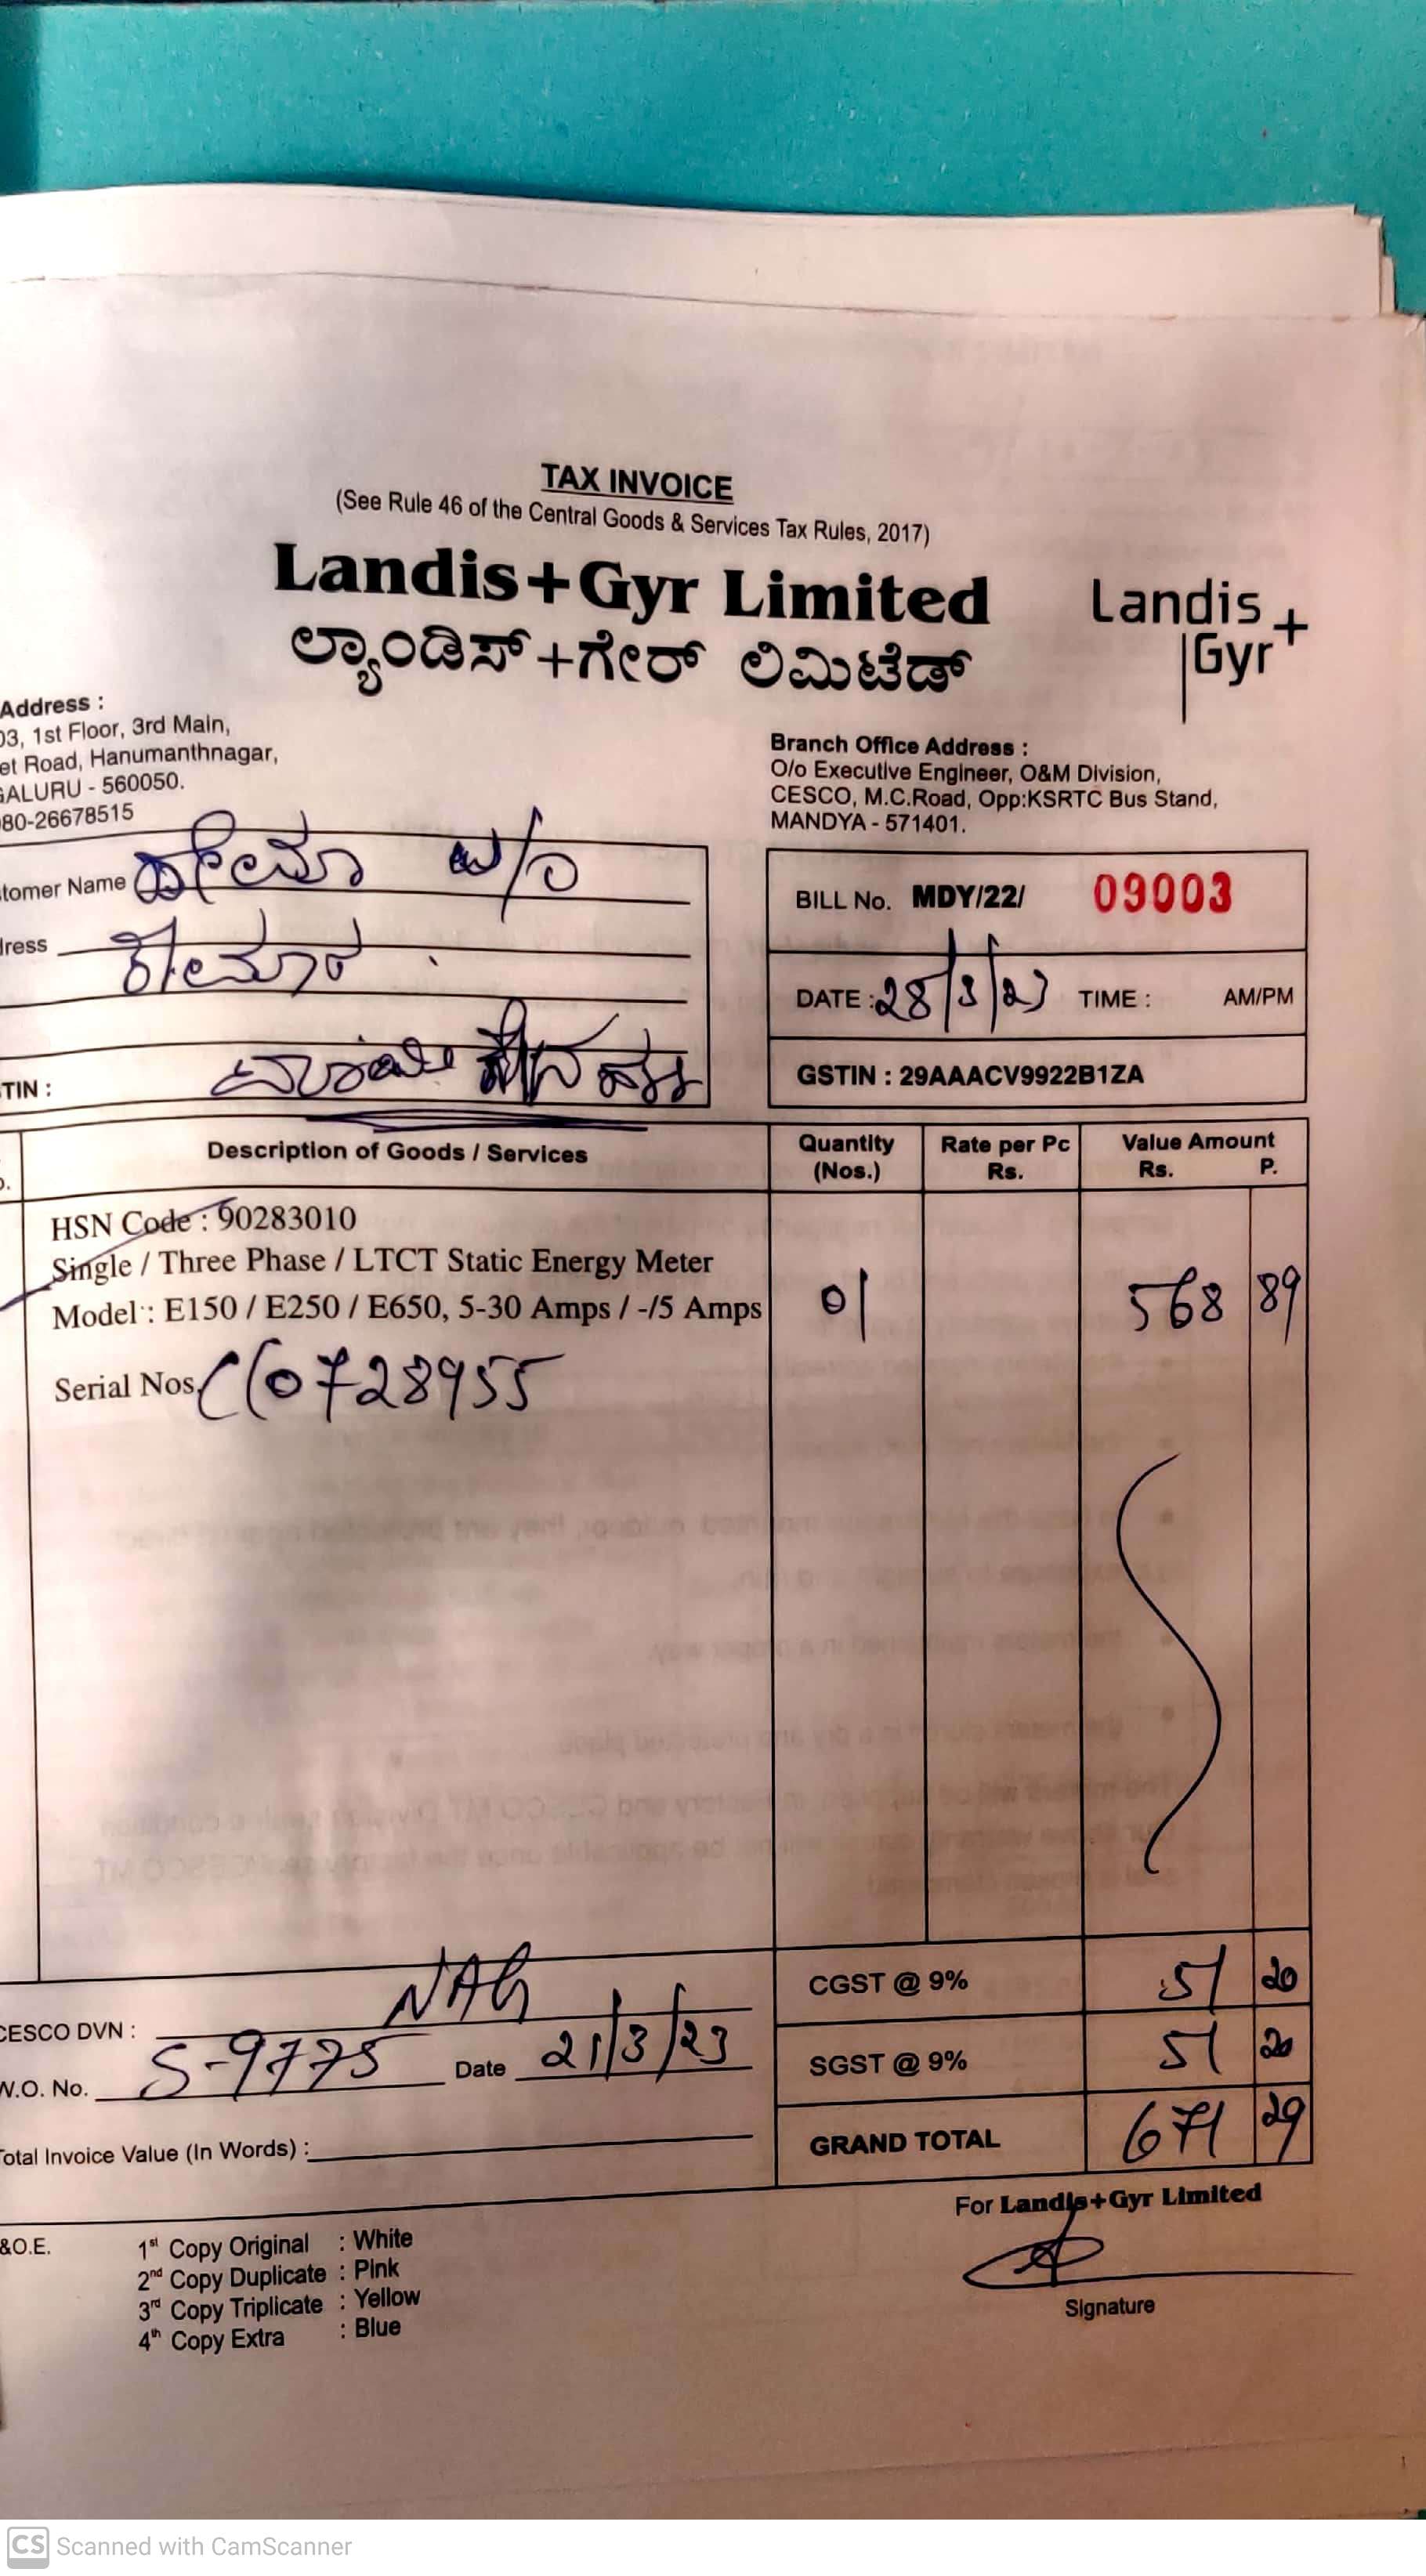 TAX INVOICE
(See Rule 46 of the Central Goods & Services Tax Rules, 2017)
Landis+Gyr Limited
ಲ್ಯಾಂಡಿಸ್+ಗೇರ್ ಲಿಮಿಟೆಡ್
Landis+
Gyr
Address :
03, 1st Floor, 3rd Main,
et Road, Hanumanthnagar,
GALURU - 560050.
080-26678515
Branch Office Address :
O/o Executive Engineer, O&M Division,
CESCO, M.C.Road, Opp:KSRTC Bus Stand,
MANDYA - 571401.
tomer Name ಹೇಮಾ W/o
dress
TIN :
BILL No. MDY/22/ 09003
DATE : 28/3/23 TIME : AM/PM
GSTIN : 29AAACV9922B1ZA
Description of Goods / Services
Quantity (Nos.)
Rate per Pc Rs.
Value Amount Rs. P.
HSN Code : 90283010
Single / Three Phase / LTCT Static Energy Meter
Model : E150 / E250 / E650, 5-30 Amps / -/5 Amps 01 568 89
Serial Nos. CC0728955
CGST @ 9% 51 20
SGST @ 9% 51 20
GRAND TOTAL 671 29
CESCO DVN : NAG
W.O. No. S-9775 Date 21/3/23
Total Invoice Value (In Words) :
For Landis+Gyr Limited
Signature
&O.E.
1st Copy Original : White
2nd Copy Duplicate : Pink
3rd Copy Triplicate : Yellow
4th Copy Extra : Blue
CS Scanned with CamScanner